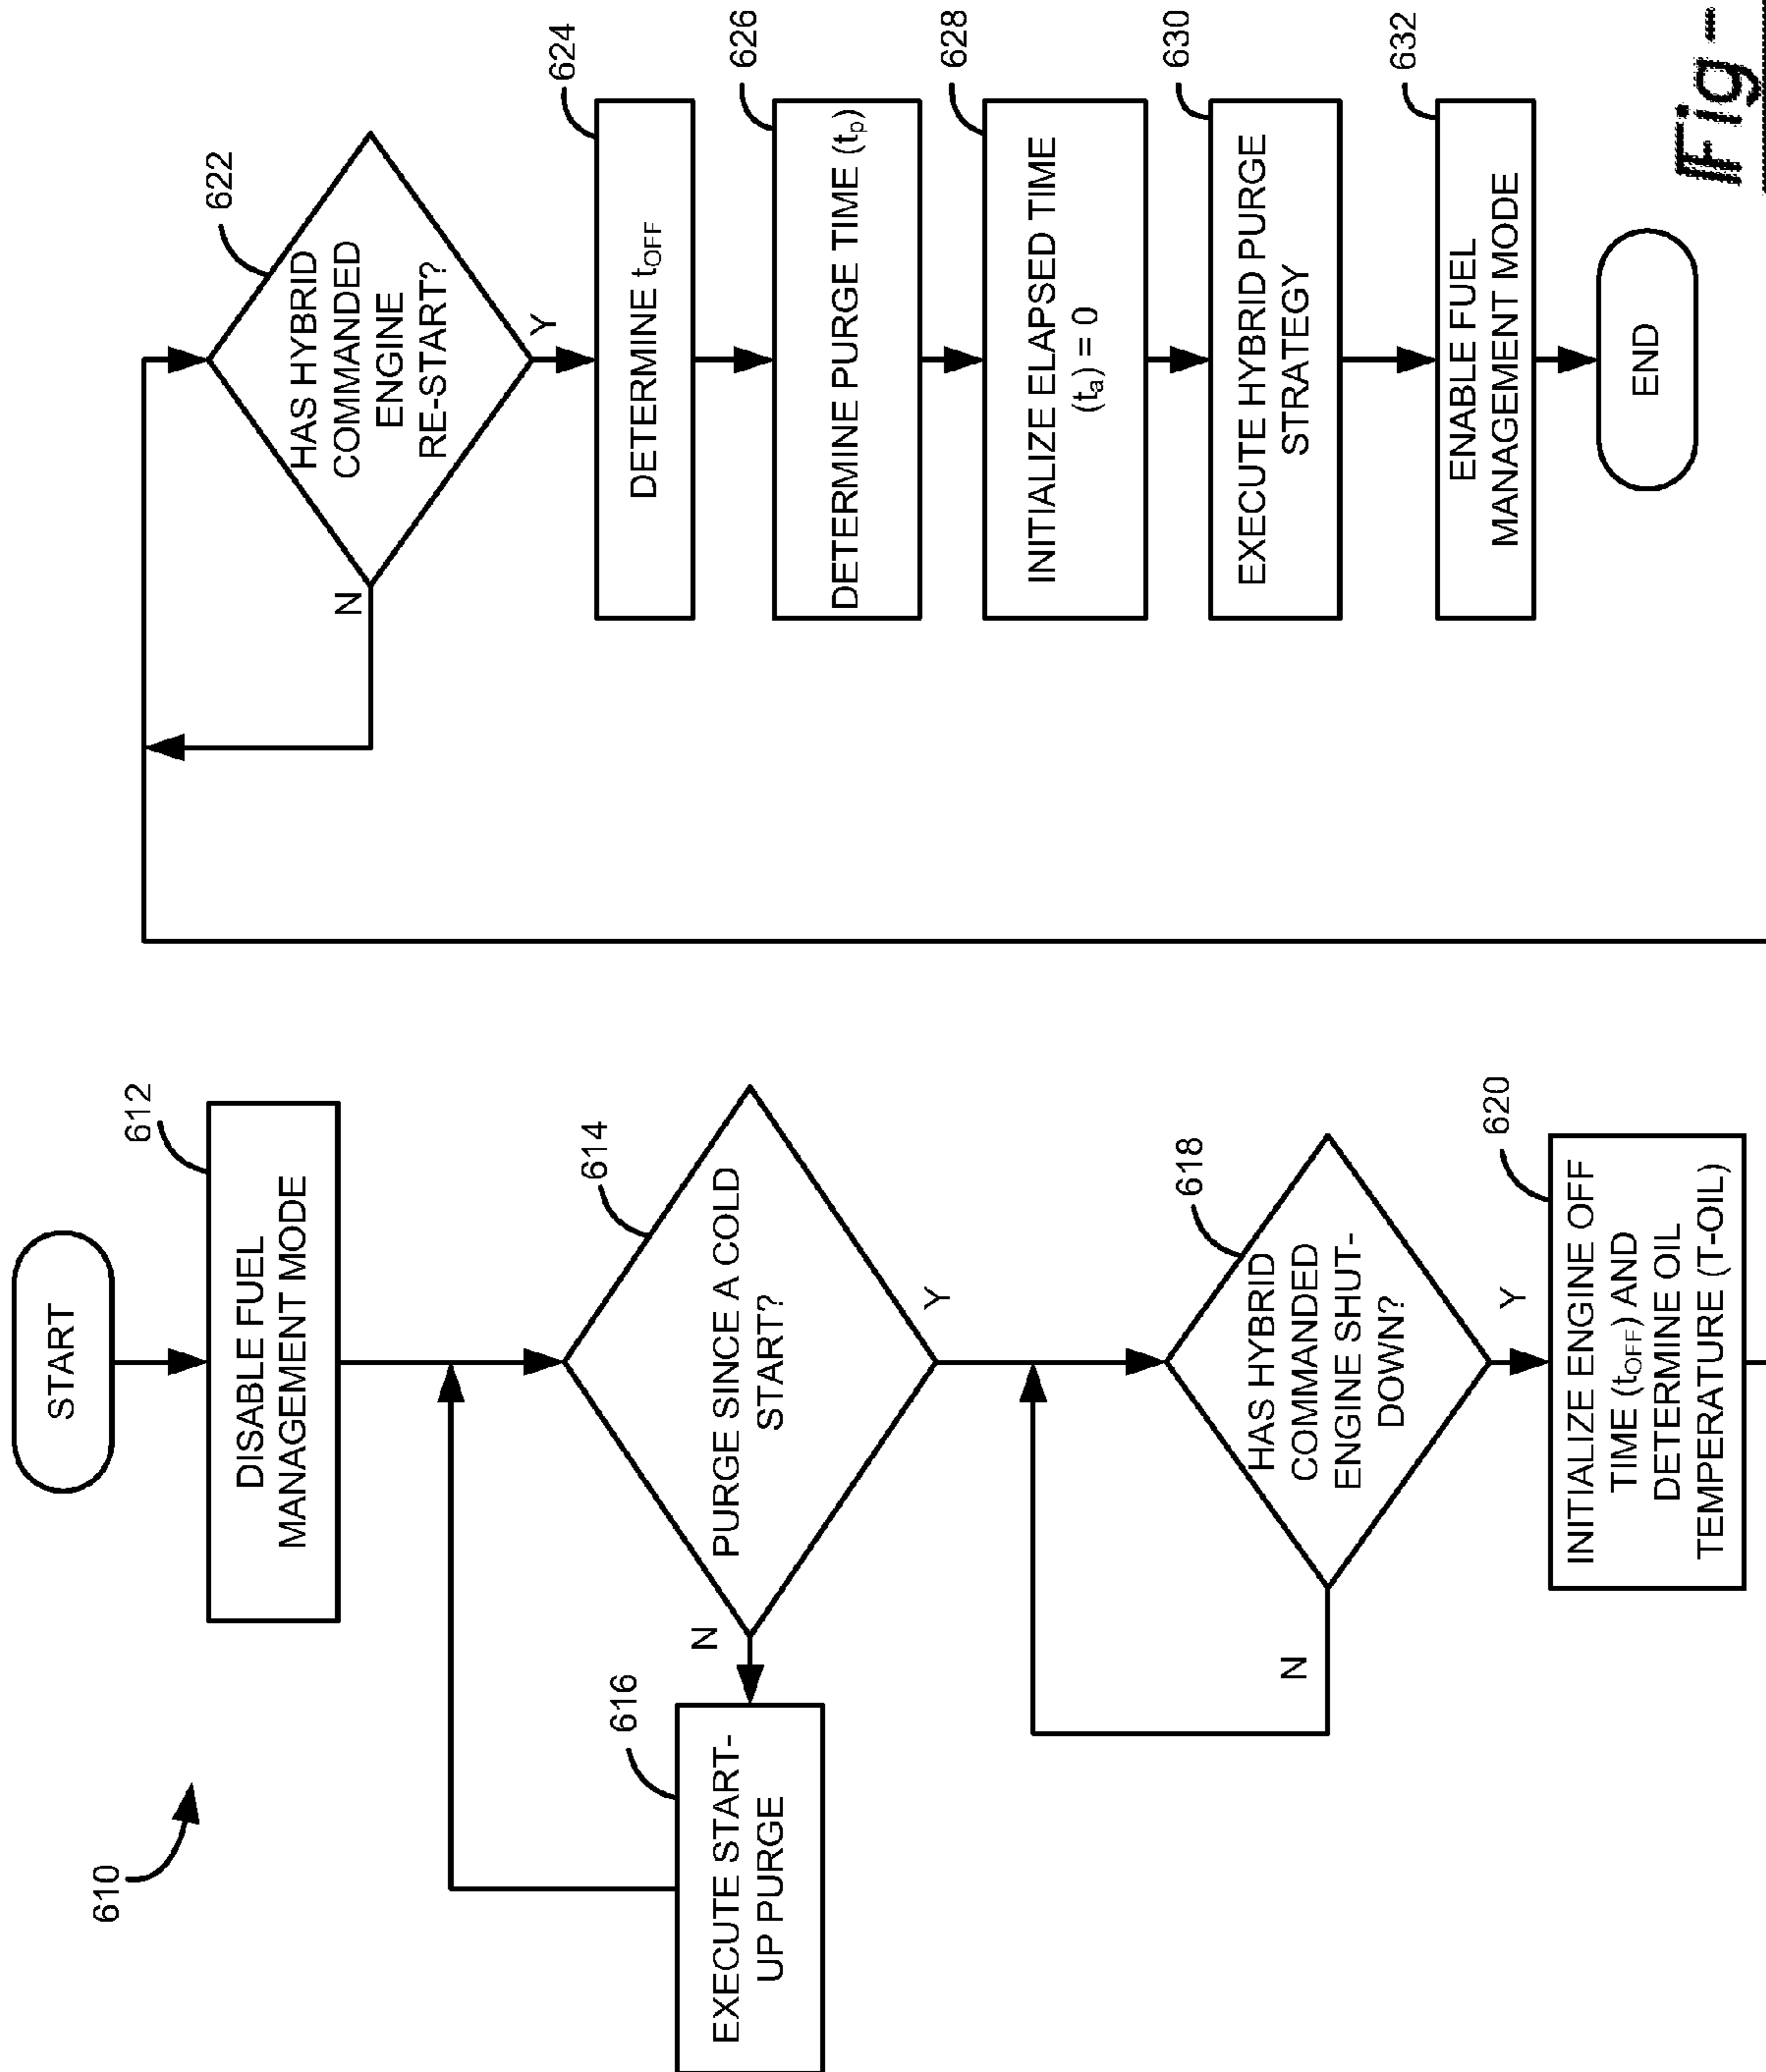 610
START
612
DISABLE FUEL
MANAGEMENT MODE
614
PURGE SINCE A COLD
START?
N
Y
616
EXECUTE START-
UP PURGE
618
HAS HYBRID
COMMANDED
ENGINE SHUT-
DOWN?
N
Y
620
INITIALIZE ENGINE OFF
TIME (tOFF) AND
DETERMINE OIL
TEMPERATURE (T-OIL)
622
HAS HYBRID
COMMANDED
ENGINE
RE-START?
N
Y
624
DETERMINE tOFF
626
DETERMINE PURGE TIME (tp)
628
INITIALIZE ELAPSED TIME
(ta) = 0
630
EXECUTE HYBRID PURGE
STRATEGY
632
ENABLE FUEL
MANAGEMENT MODE
END
Fig-